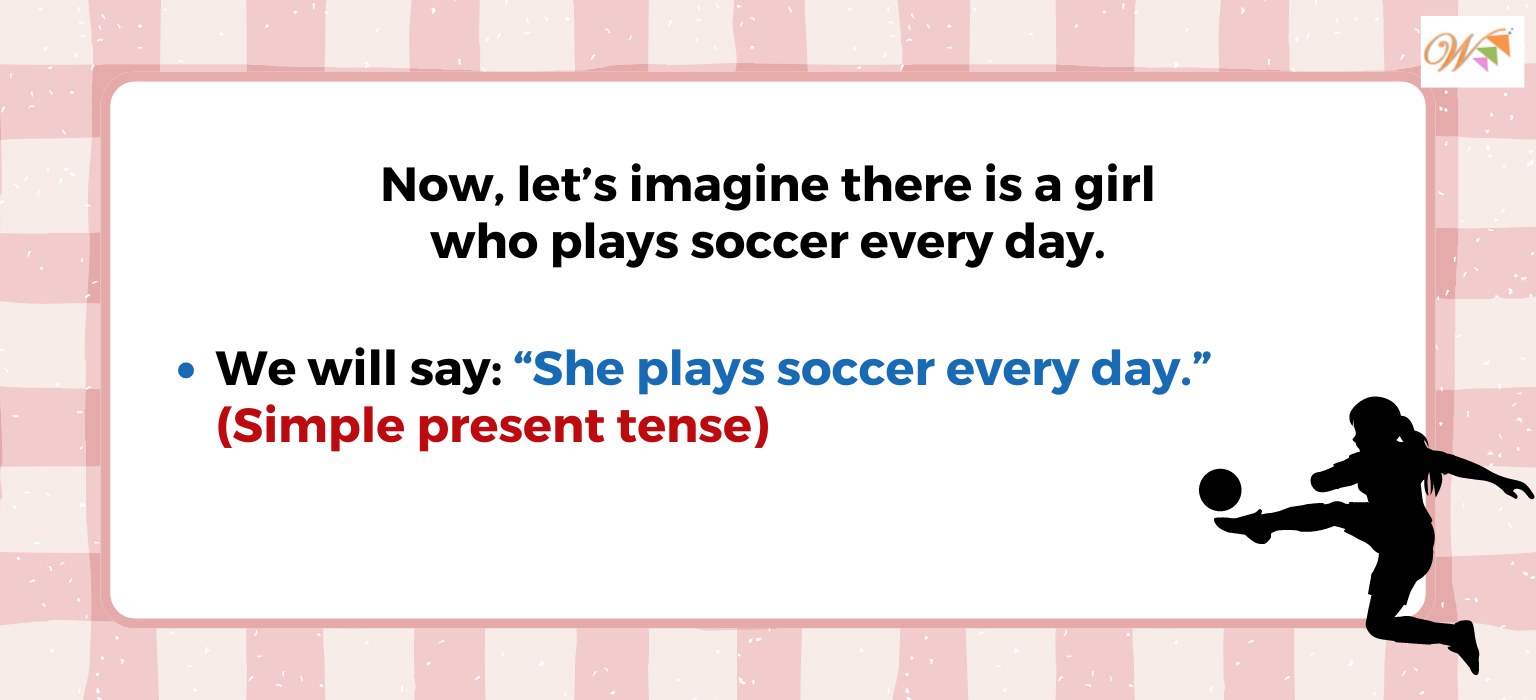 W
Now, let’s imagine there is a girl
who plays soccer every day.
• We will say: “She plays soccer every day.”
(Simple present tense)